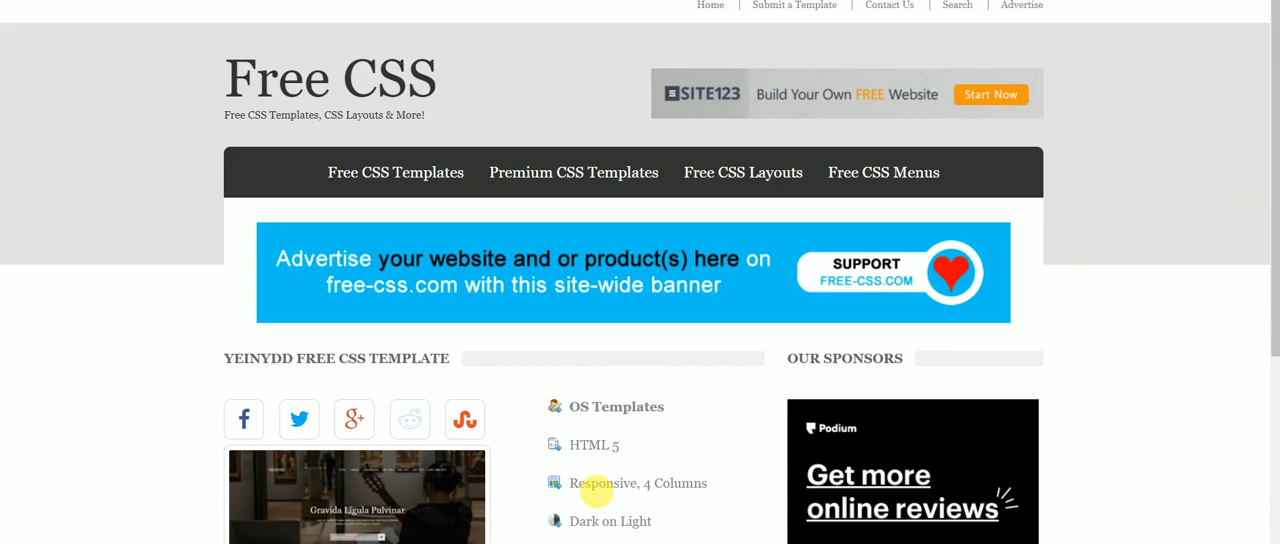 Home
Submit a Template
Contact Us
Search
Advertise
Free CSS
Free CSS Templates, CSS Layouts & More!
SITE123 Build Your Own FREE Website Start Now
Free CSS Templates
Premium CSS Templates
Free CSS Layouts
Free CSS Menus
Advertise your website and or product(s) here on
free-css.com with this site-wide banner
SUPPORT
FREE-CSS.COM
YEINYDD FREE CSS TEMPLATE
OS Templates
HTML 5
Responsive, 4 Columns
Dark on Light
Gravida Ligula Pulvinar
OUR SPONSORS
Podium
Get more
online reviews